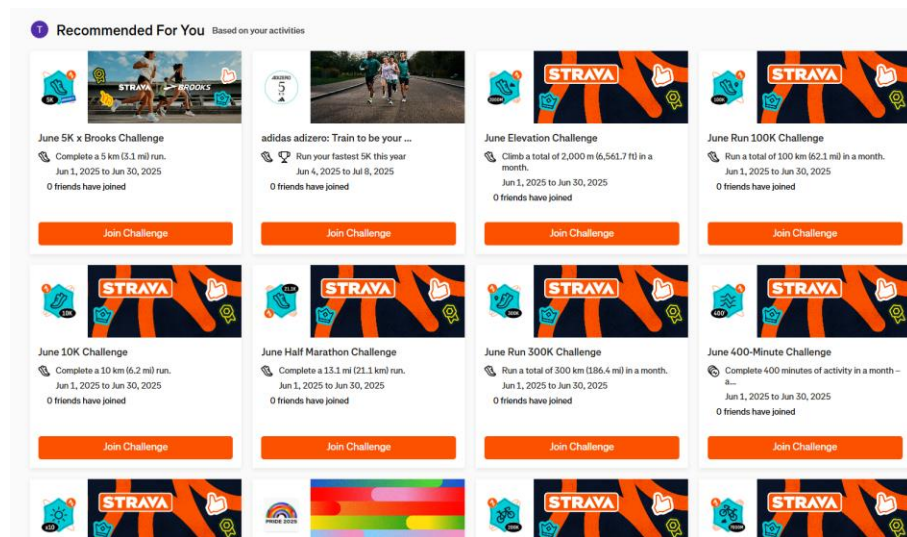 T Recommended For You Based on your activities
5K STRAVA BROOKS
ADIZERO 5
STRAVA
STRAVA 100K
June 5K x Brooks Challenge
Complete a 5 km (3.1 mi) run.
Jun 1, 2025 to Jun 30, 2025
0 friends have joined
Join Challenge
adidas adizero: Train to be your ...
Run your fastest 5K this year
Jun 4, 2025 to Jul 8, 2025
0 friends have joined
Join Challenge
June Elevation Challenge
Climb a total of 2,000 m (6,561.7 ft) in a
month.
Jun 1, 2025 to Jun 30, 2025
0 friends have joined
Join Challenge
June Run 100K Challenge
Run a total of 100 km (62.1 mi) in a month.
Jun 1, 2025 to Jun 30, 2025
0 friends have joined
Join Challenge
10K STRAVA
June 10K Challenge
Complete a 10 km (6.2 mi) run.
Jun 1, 2025 to Jun 30, 2025
0 friends have joined
Join Challenge
21.1K STRAVA
June Half Marathon Challenge
Complete a 13.1 mi (21.1 km) run.
Jun 1, 2025 to Jun 30, 2025
0 friends have joined
Join Challenge
300K STRAVA
June Run 300K Challenge
Run a total of 300 km (186.4 mi) in a month.
Jun 1, 2025 to Jun 30, 2025
0 friends have joined
Join Challenge
400 STRAVA
June 400-Minute Challenge
Complete 400 minutes of activity in a month –
a...
Jun 1, 2025 to Jun 30, 2025
0 friends have joined
Join Challenge
x10 STRAVA
PRIDE 2025
STRAVA
STRAVA